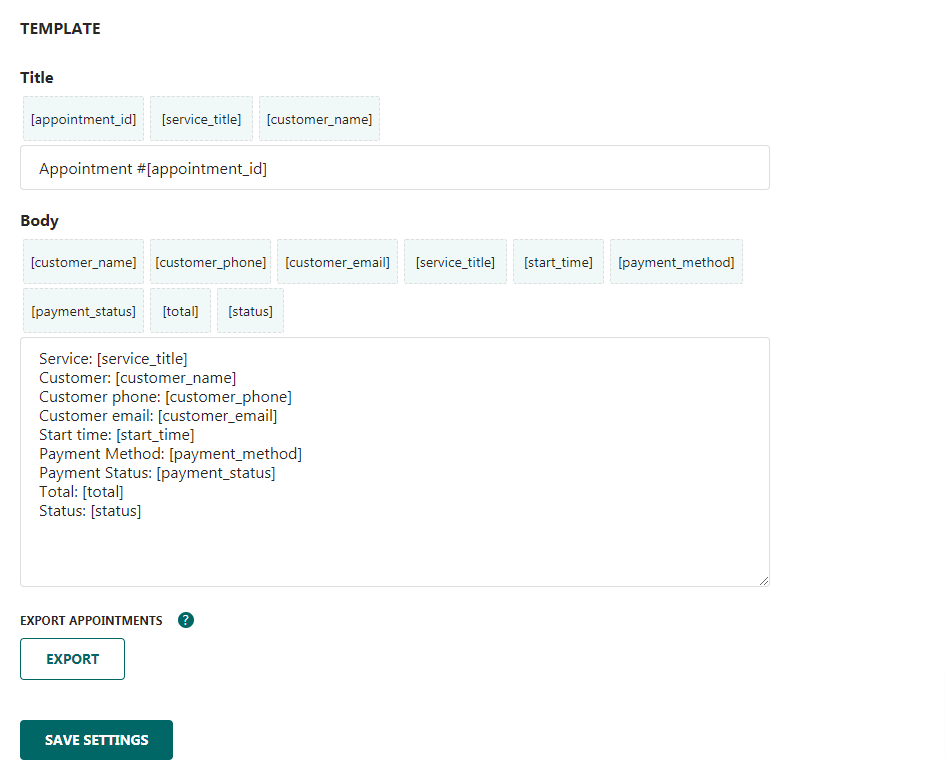 TEMPLATE
Title
[appointment_id] [service_title] [customer_name]
Appointment #[appointment_id]
Body
[customer_name] [customer_phone] [customer_email] [service_title] [start_time] [payment_method]
[payment_status] [total] [status]
Service: [service_title]
Customer: [customer_name]
Customer phone: [customer_phone]
Customer email: [customer_email]
Start time: [start_time]
Payment Method: [payment_method]
Payment Status: [payment_status]
Total: [total]
Status: [status]
EXPORT APPOINTMENTS ?
EXPORT
SAVE SETTINGS